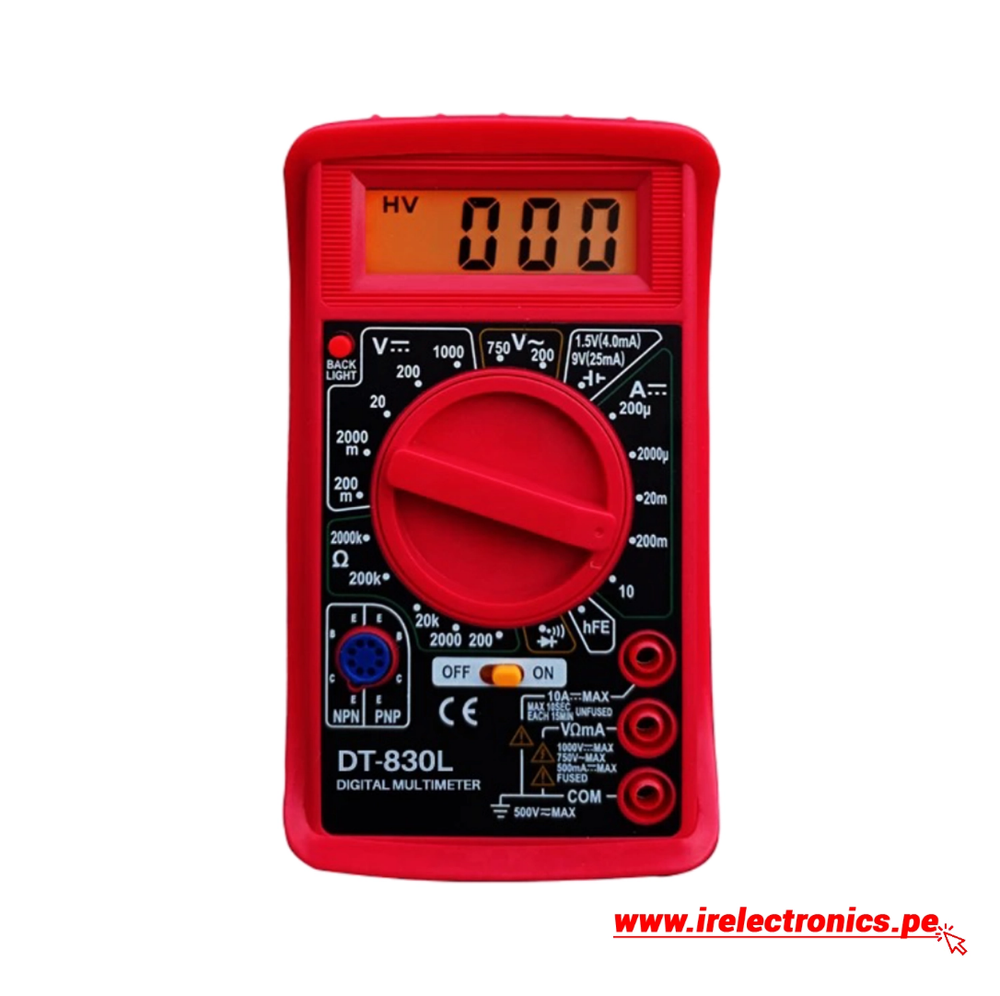 HV 000
BACK
LIGHT
V⎓
1000
200
20
2000
m
200
m
750 V~ 200
1.5V(4.0mA)
9V(25mA)
A⎓
200µ
2000µ
20m
200m
10
hFE
2000k
Ω
200k
20k
2000 200
E E
B B
C C
E E
NPN PNP
OFF ON
CE
10A⎓MAX
MAX 10SEC
EACH 15MIN UNFUSED
VΩmA
1000V⎓MAX
750V~MAX
500mA⎓MAX
FUSED
COM
500V≂MAX
DT-830L
DIGITAL MULTIMETER
www.irelectronics.pe